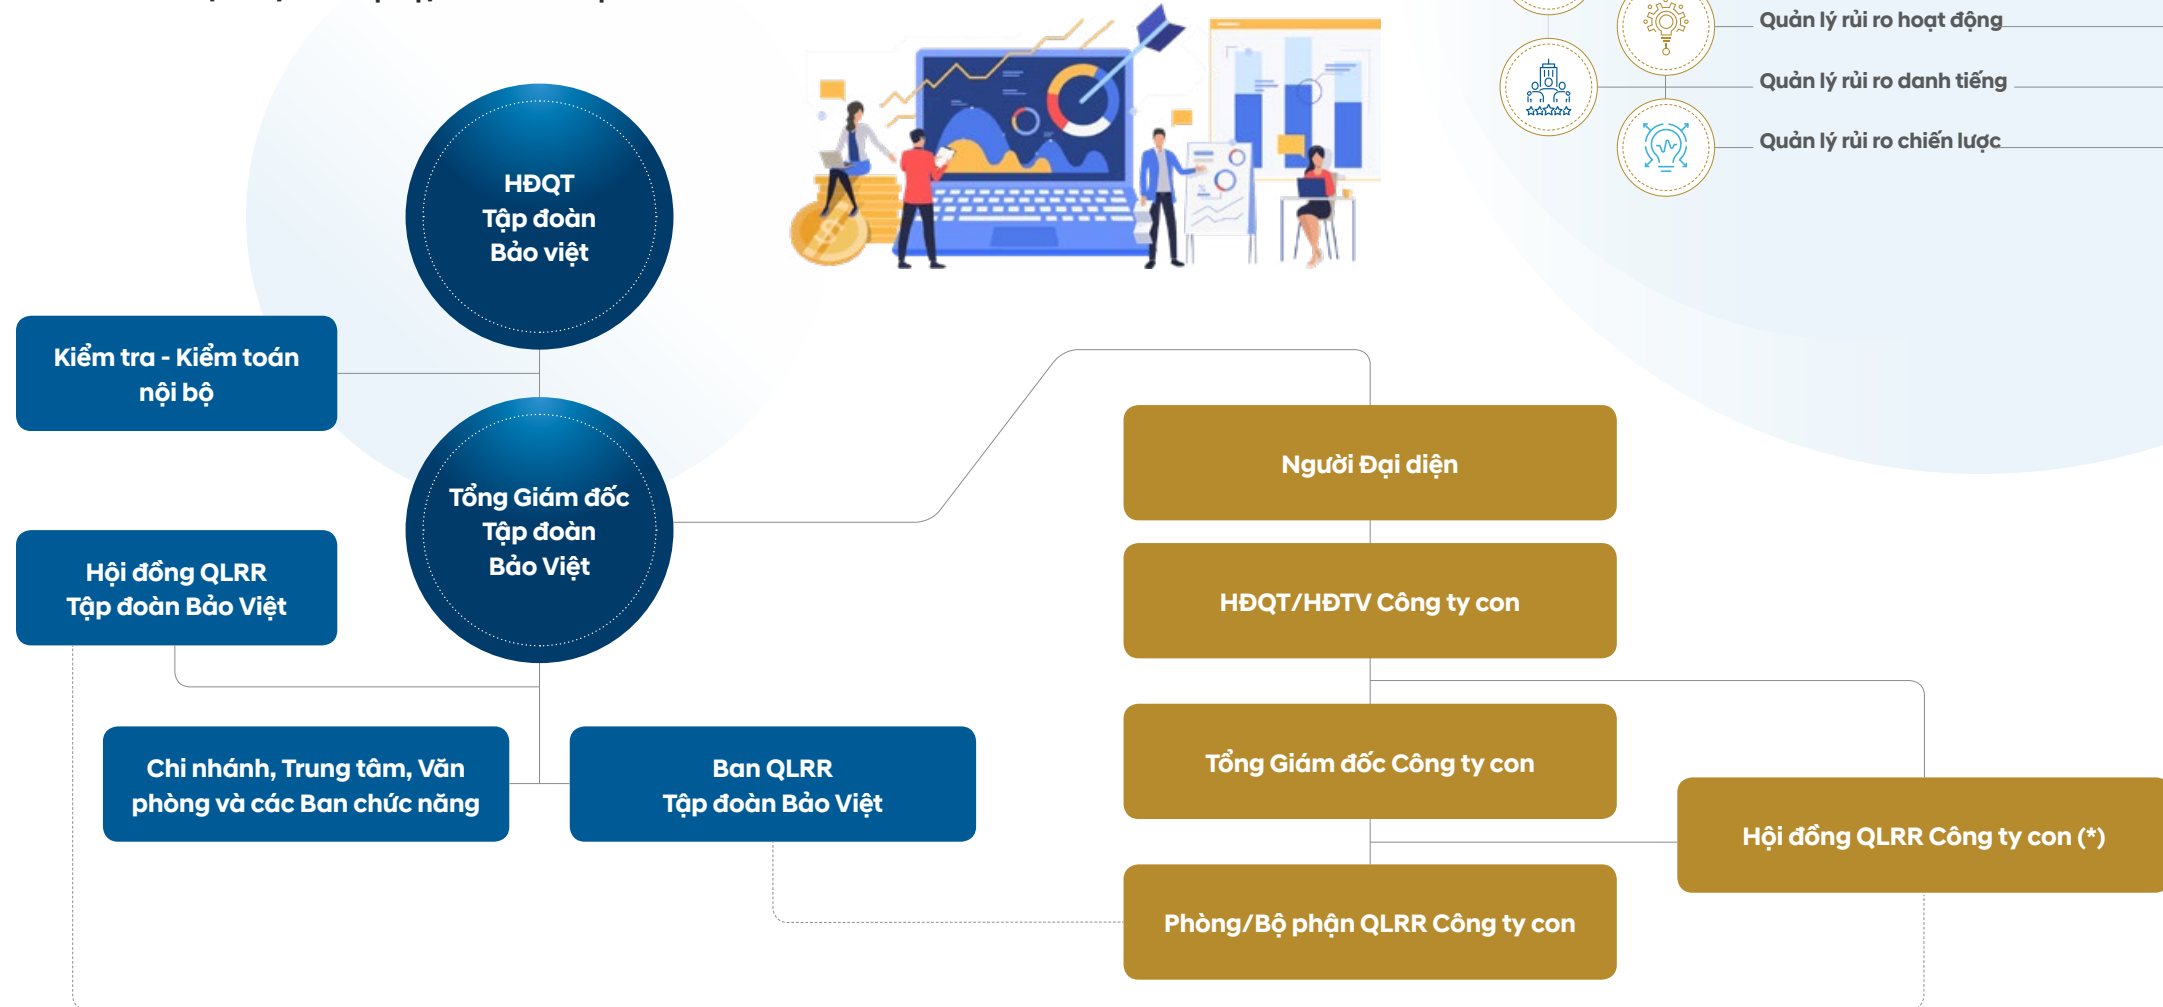 Quản lý rủi ro hoạt động
Quản lý rủi ro danh tiếng
Quản lý rủi ro chiến lược
HĐQT
Tập đoàn
Bảo việt
Kiểm tra - Kiểm toán
nội bộ
Tổng Giám đốc
Tập đoàn
Bảo Việt
Hội đồng QLRR
Tập đoàn Bảo Việt
Chi nhánh, Trung tâm, Văn
phòng và các Ban chức năng
Ban QLRR
Tập đoàn Bảo Việt
Người Đại diện
HĐQT/HĐTV Công ty con
Tổng Giám đốc Công ty con
Hội đồng QLRR Công ty con (*)
Phòng/Bộ phận QLRR Công ty con